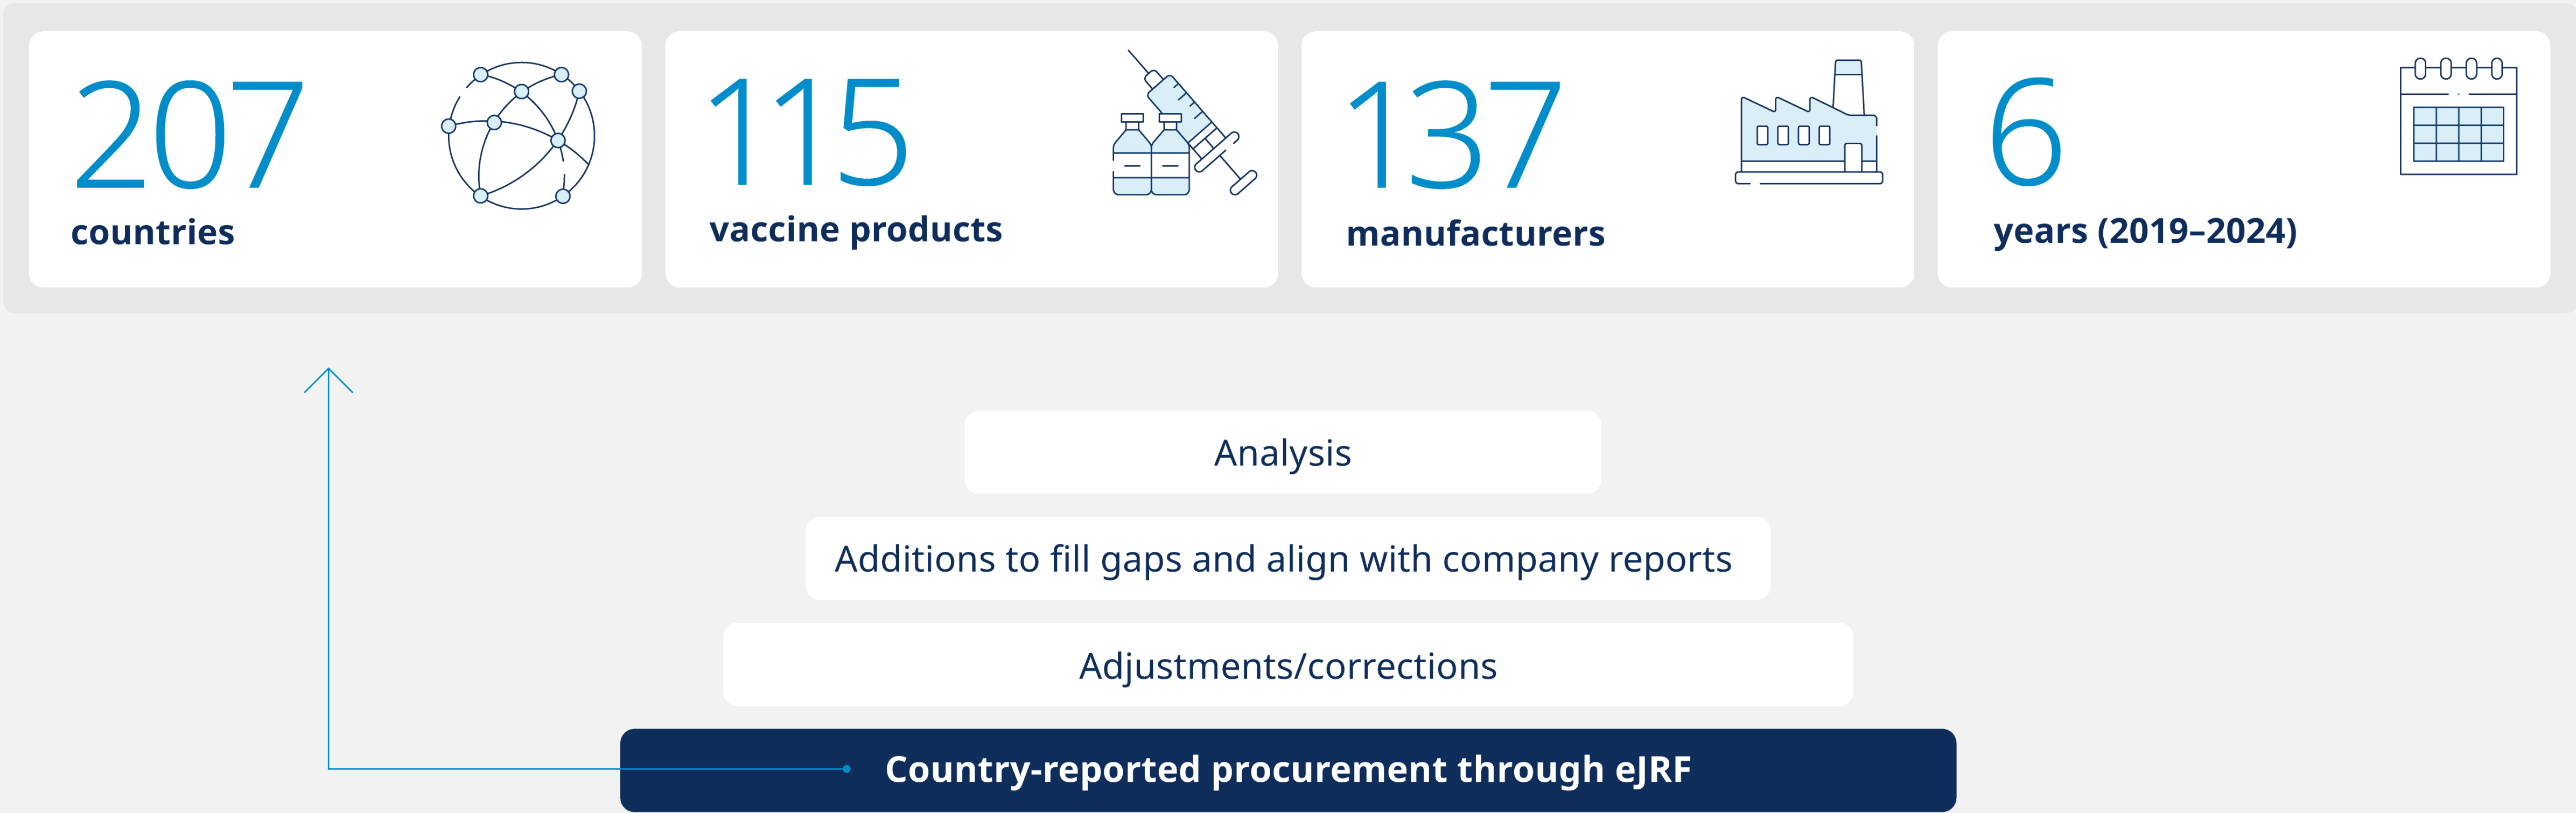 207
countries
115
vaccine products
137
manufacturers
6
years (2019–2024)
Analysis
Additions to fill gaps and align with company reports
Adjustments/corrections
Country-reported procurement through eJRF